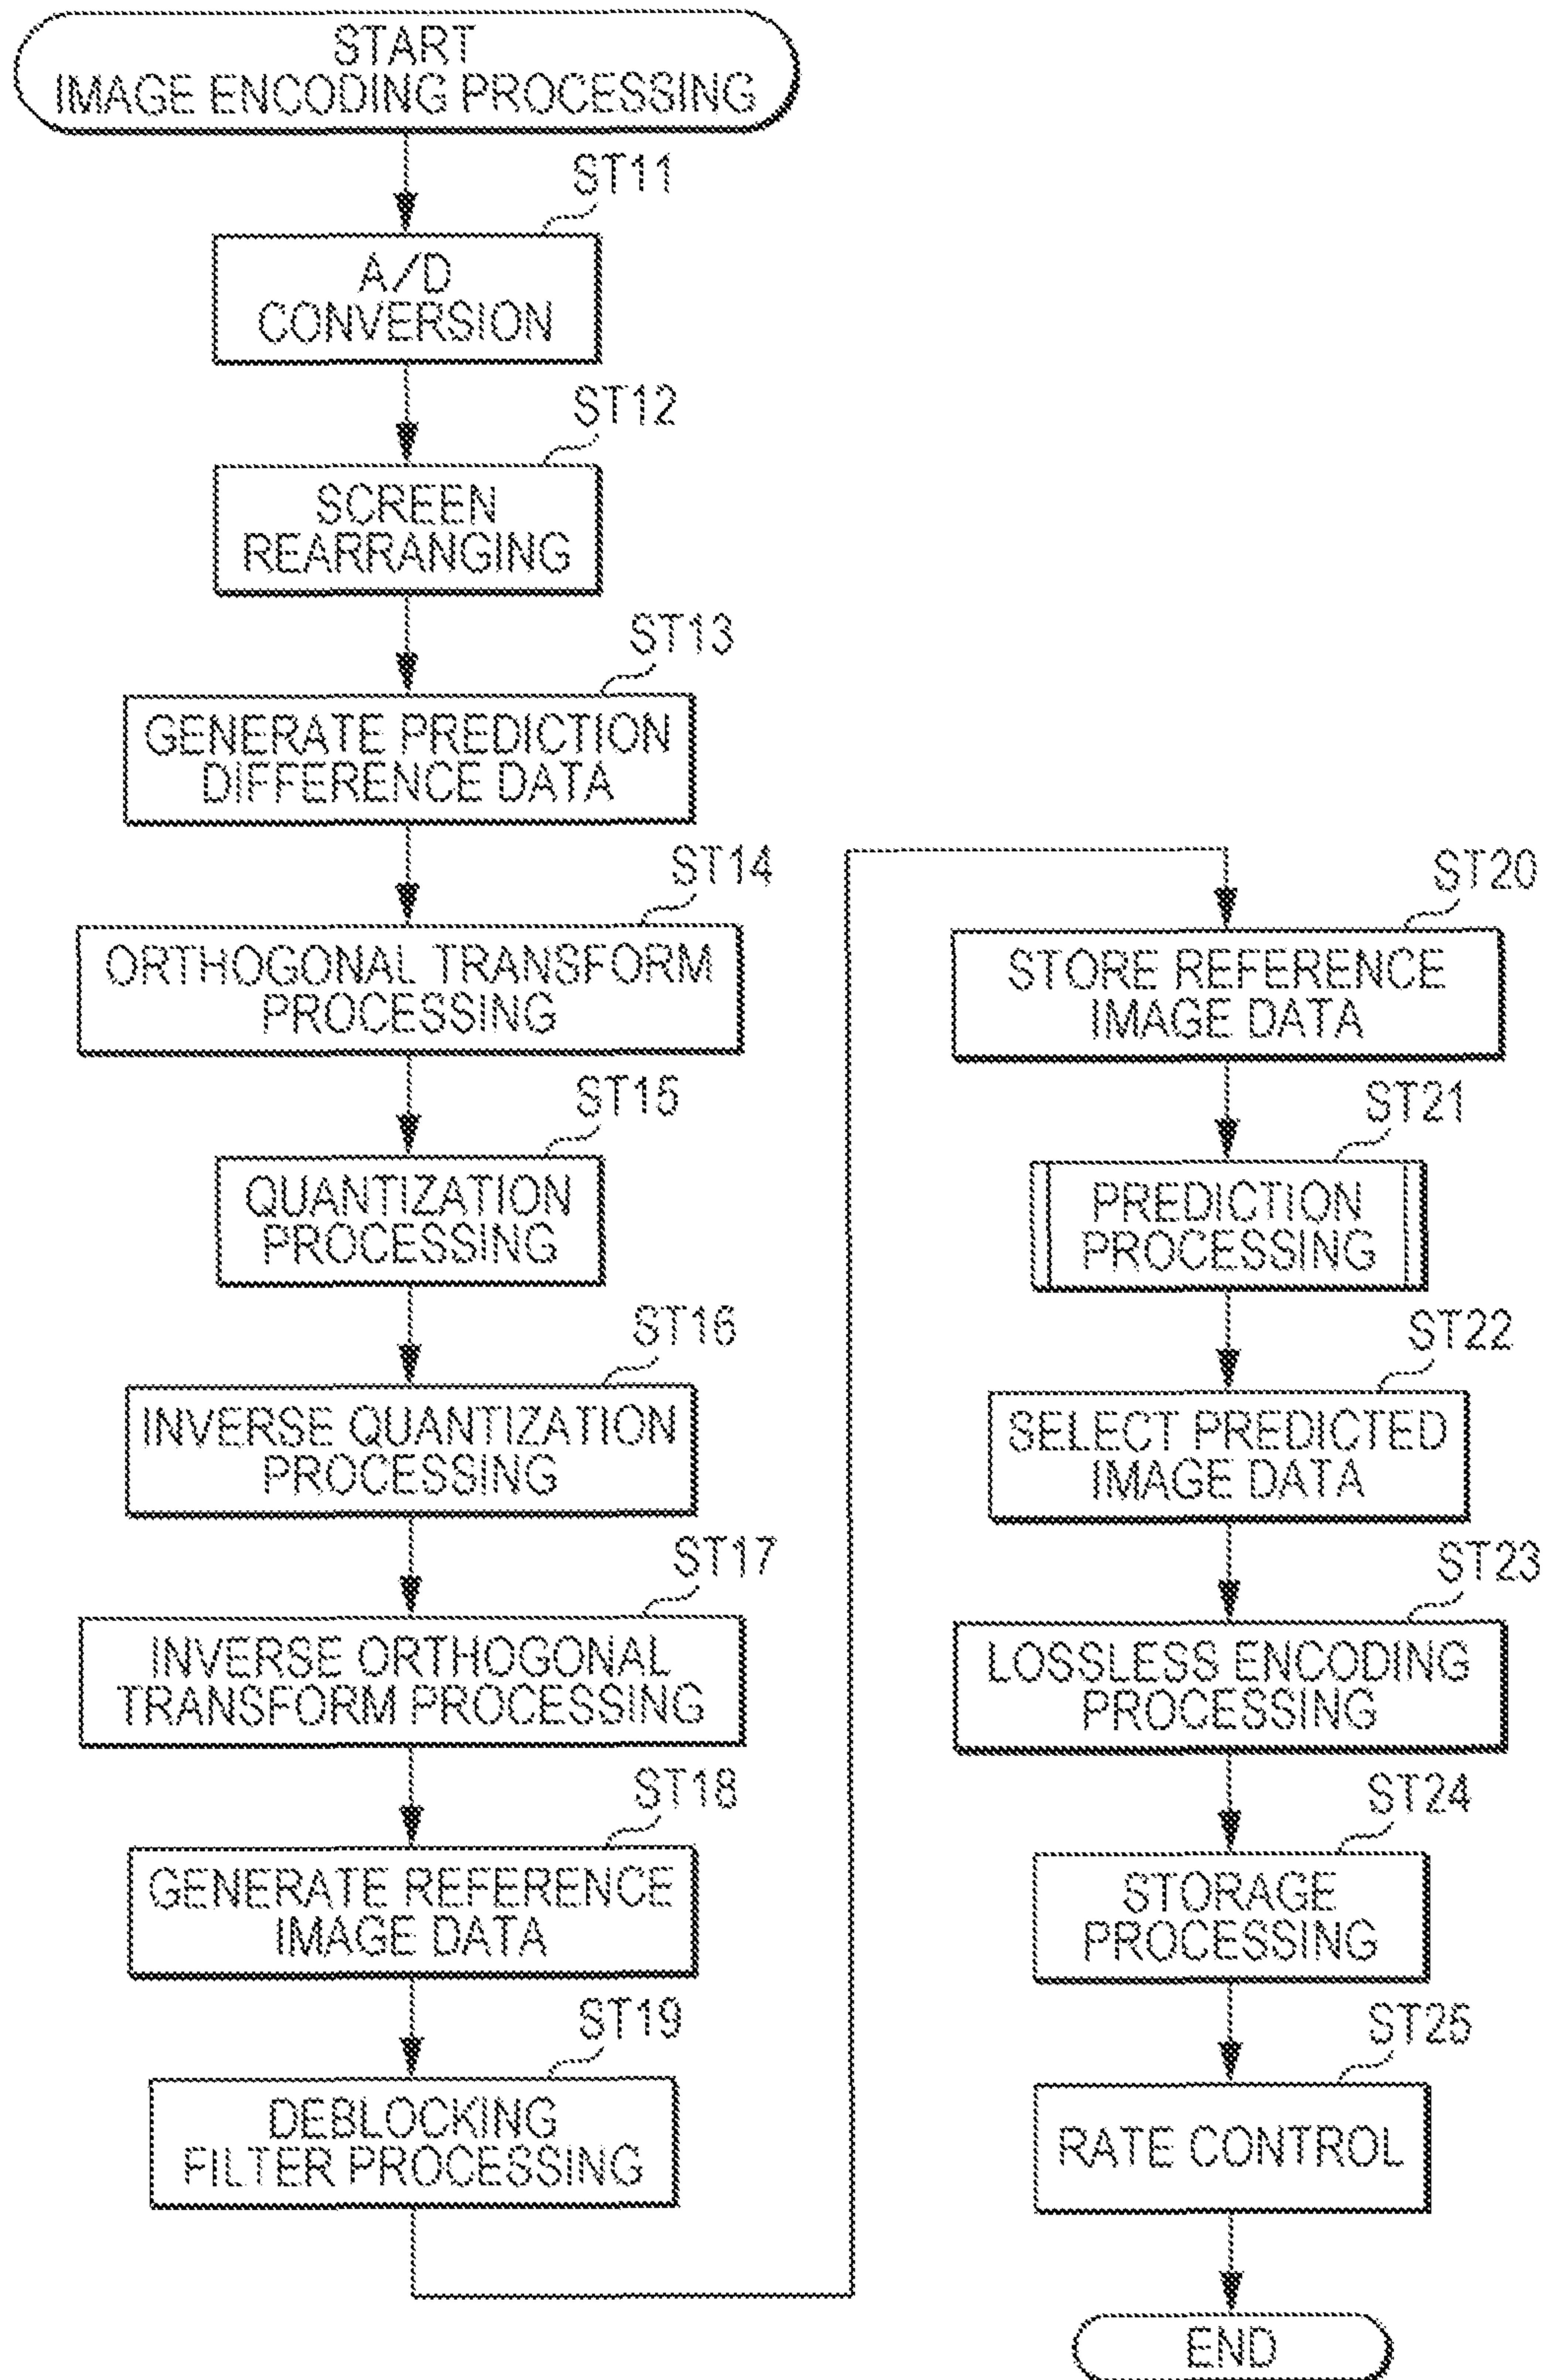 START
IMAGE ENCODING PROCESSING
ST11
A/D
CONVERSION
ST12
SCREEN
REARRANGING
ST13
GENERATE PREDICTION
DIFFERENCE DATA
ST14
ORTHOGONAL TRANSFORM
PROCESSING
ST15
QUANTIZATION
PROCESSING
ST16
INVERSE QUANTIZATION
PROCESSING
ST17
INVERSE ORTHOGONAL
TRANSFORM PROCESSING
ST18
GENERATE REFERENCE
IMAGE DATA
ST19
DEBLOCKING
FILTER PROCESSING
ST20
STORE REFERENCE
IMAGE DATA
ST21
PREDICTION
PROCESSING
ST22
SELECT PREDICTED
IMAGE DATA
ST23
LOSSLESS ENCODING
PROCESSING
ST24
STORAGE
PROCESSING
ST25
RATE CONTROL
END